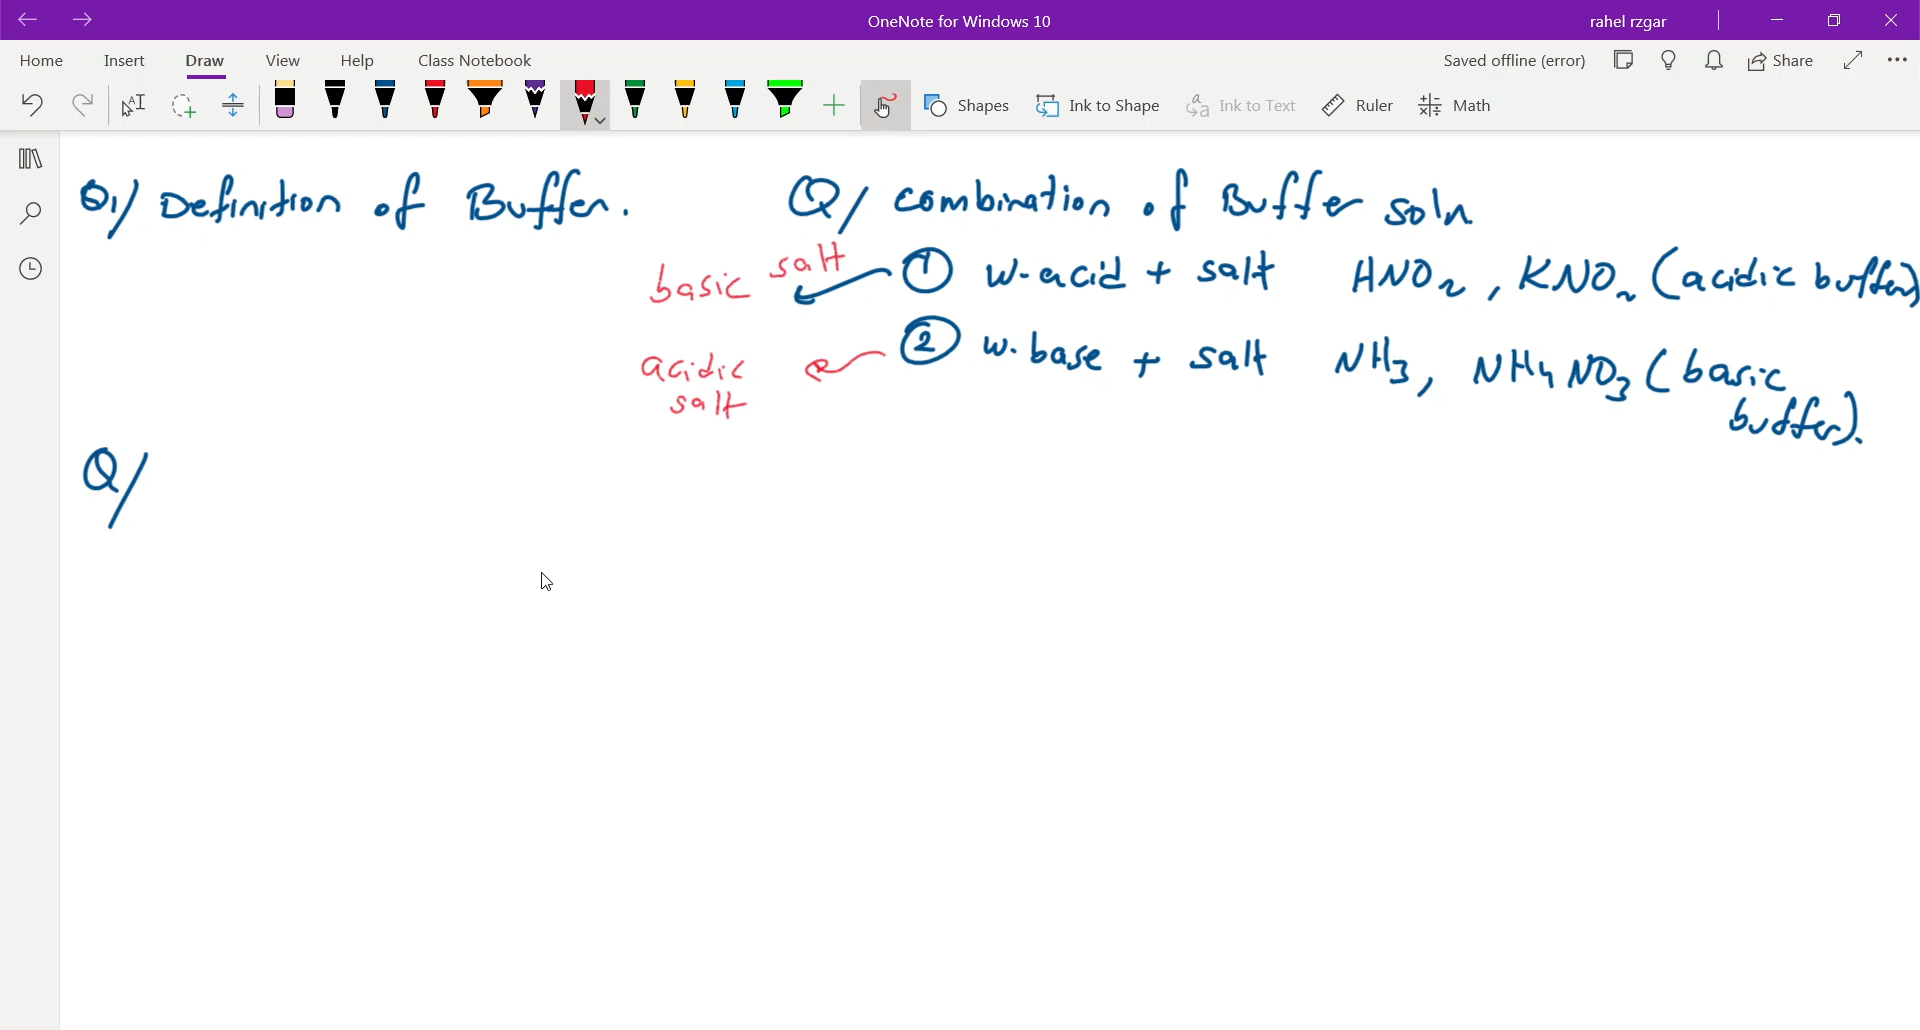 OneNote for Windows 10
rahel rzgar
Home Insert Draw View Help Class Notebook
Saved offline (error)
Share
Shapes Ink to Shape Ink to Text Ruler Math
Q1/ Definition of Buffer.
Q/ combination of Buffer soln
basic salt
① w-acid + salt HNO2, KNO2 (acidic buffer)
② w. base + salt NH3, NH4NO3 (basic
buffer).
acidic
salt
Q/